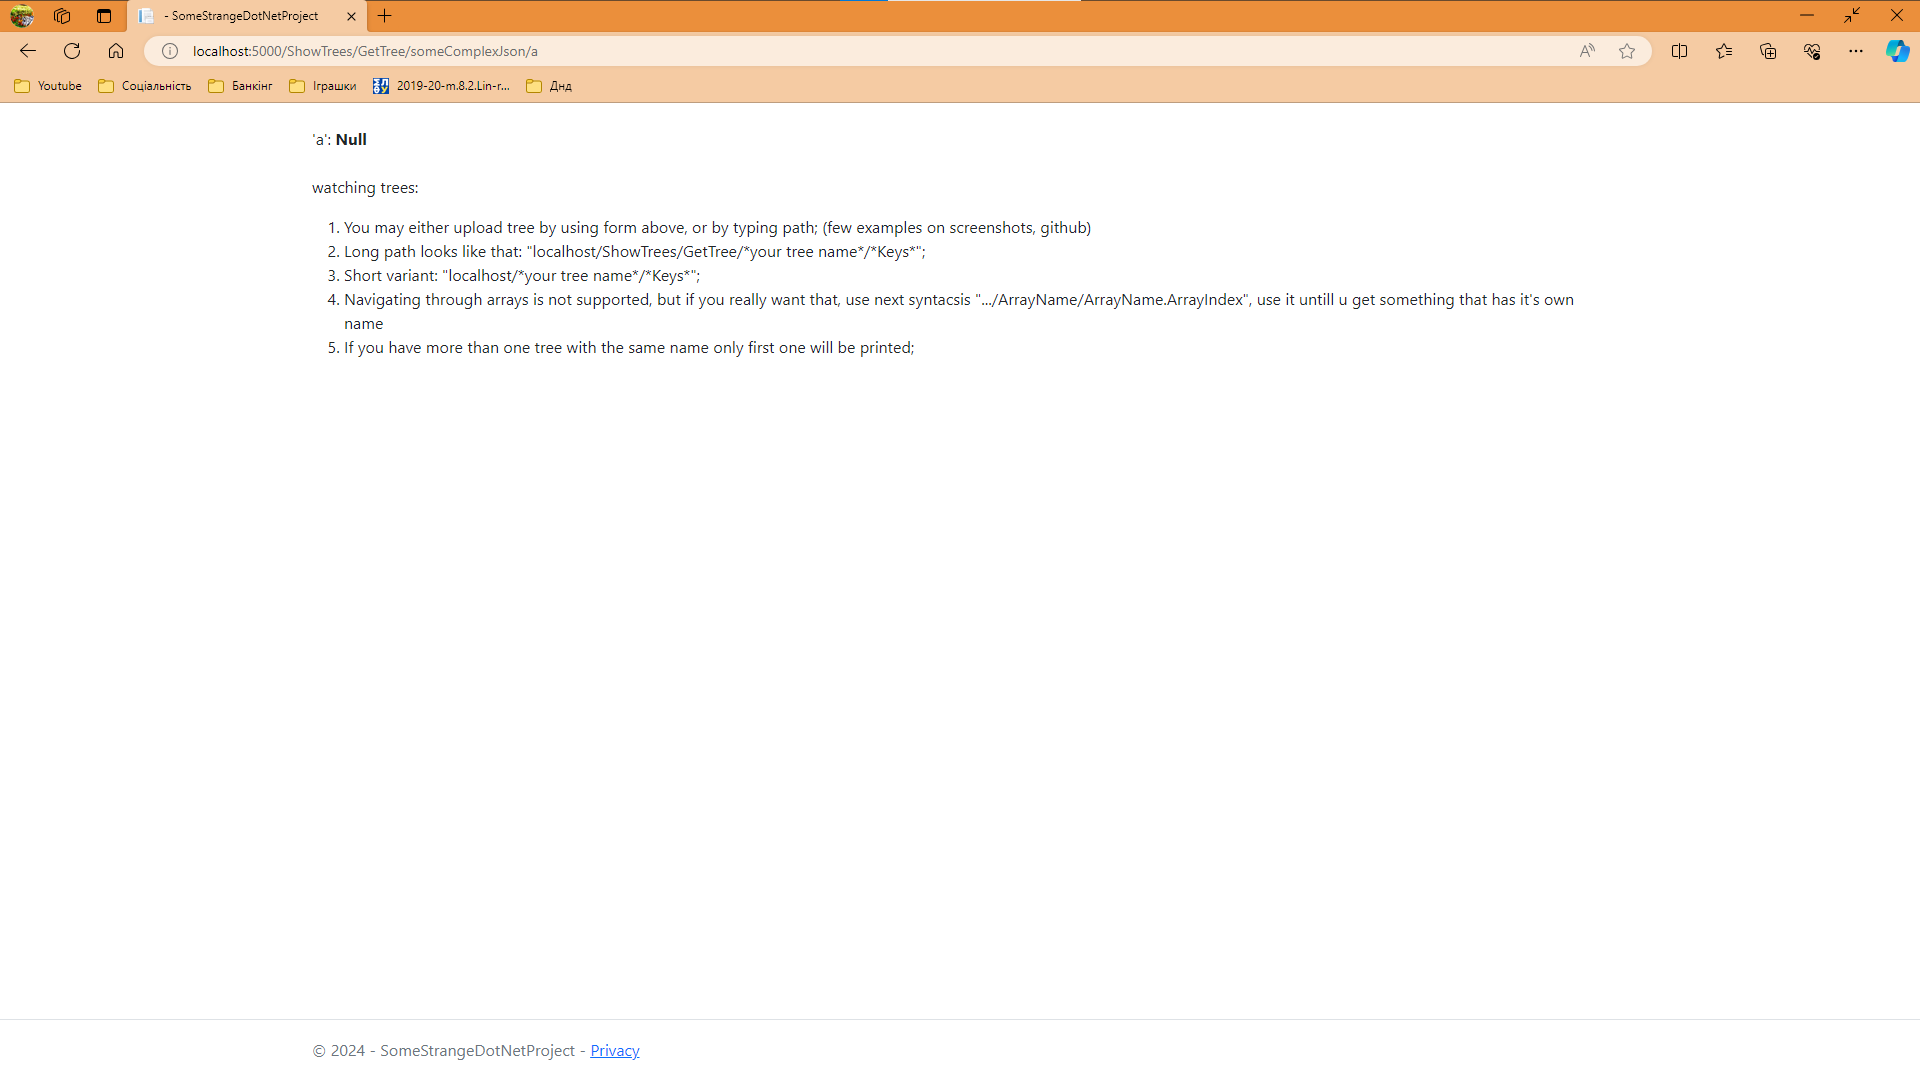 - SomeStrangeDotNetProject
localhost:5000/ShowTrees/GetTree/someComplexJson/a
Youtube
Соціальність
Банкінг
Іграшки
2019-20-m.8.2.Lin-r...
Днд
'a': Null
watching trees:
1. You may either upload tree by using form above, or by typing path; (few examples on screenshots, github)
2. Long path looks like that: "localhost/ShowTrees/GetTree/*your tree name*/*Keys*";
3. Short variant: "localhost/*your tree name*/*Keys*";
4. Navigating through arrays is not supported, but if you really want that, use next syntacsis ".../ArrayName/ArrayName.ArrayIndex", use it untill u get something that has it's own
name
5. If you have more than one tree with the same name only first one will be printed;
© 2024 - SomeStrangeDotNetProject - Privacy